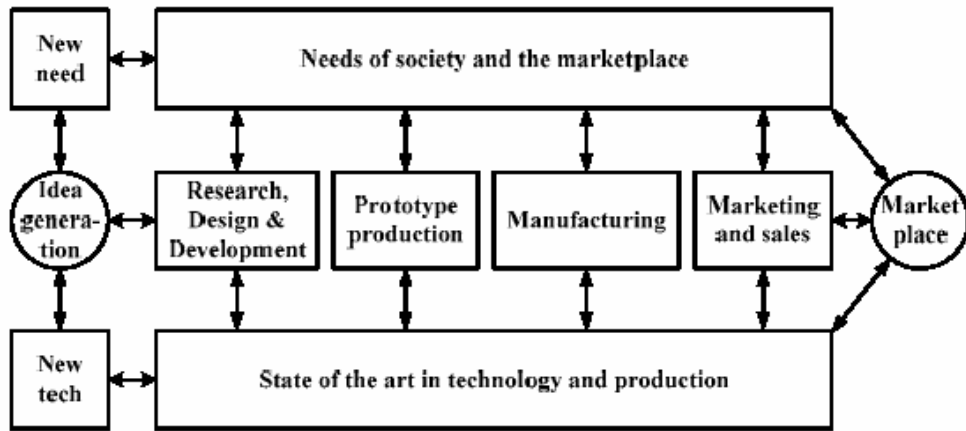 New
need
Needs of society and the marketplace
Idea
genera-
tion
Research,
Design &
Development
Prototype
production
Manufacturing
Marketing
and sales
Market
place
New
tech
State of the art in technology and production